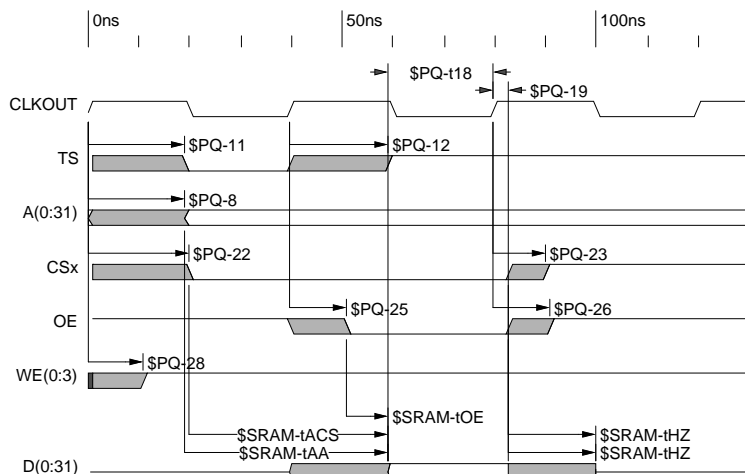 0ns 50ns 100ns
$PQ-t18
$PQ-19
CLKOUT
$PQ-11 $PQ-12
TS
$PQ-8
A(0:31)
$PQ-22 $PQ-23
CSx
$PQ-25 $PQ-26
OE
$PQ-28
WE(0:3)
$SRAM-tOE
$SRAM-tACS $SRAM-tHZ
$SRAM-tAA $SRAM-tHZ
D(0:31)